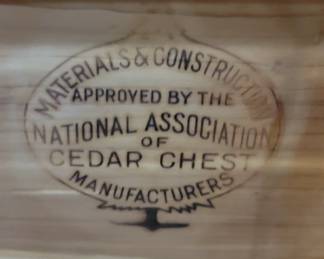 MATERIALS & CONSTRUCTION
APPROVED BY THE
NATIONAL ASSOCIATION
OF
CEDAR CHEST
MANUFACTURERS